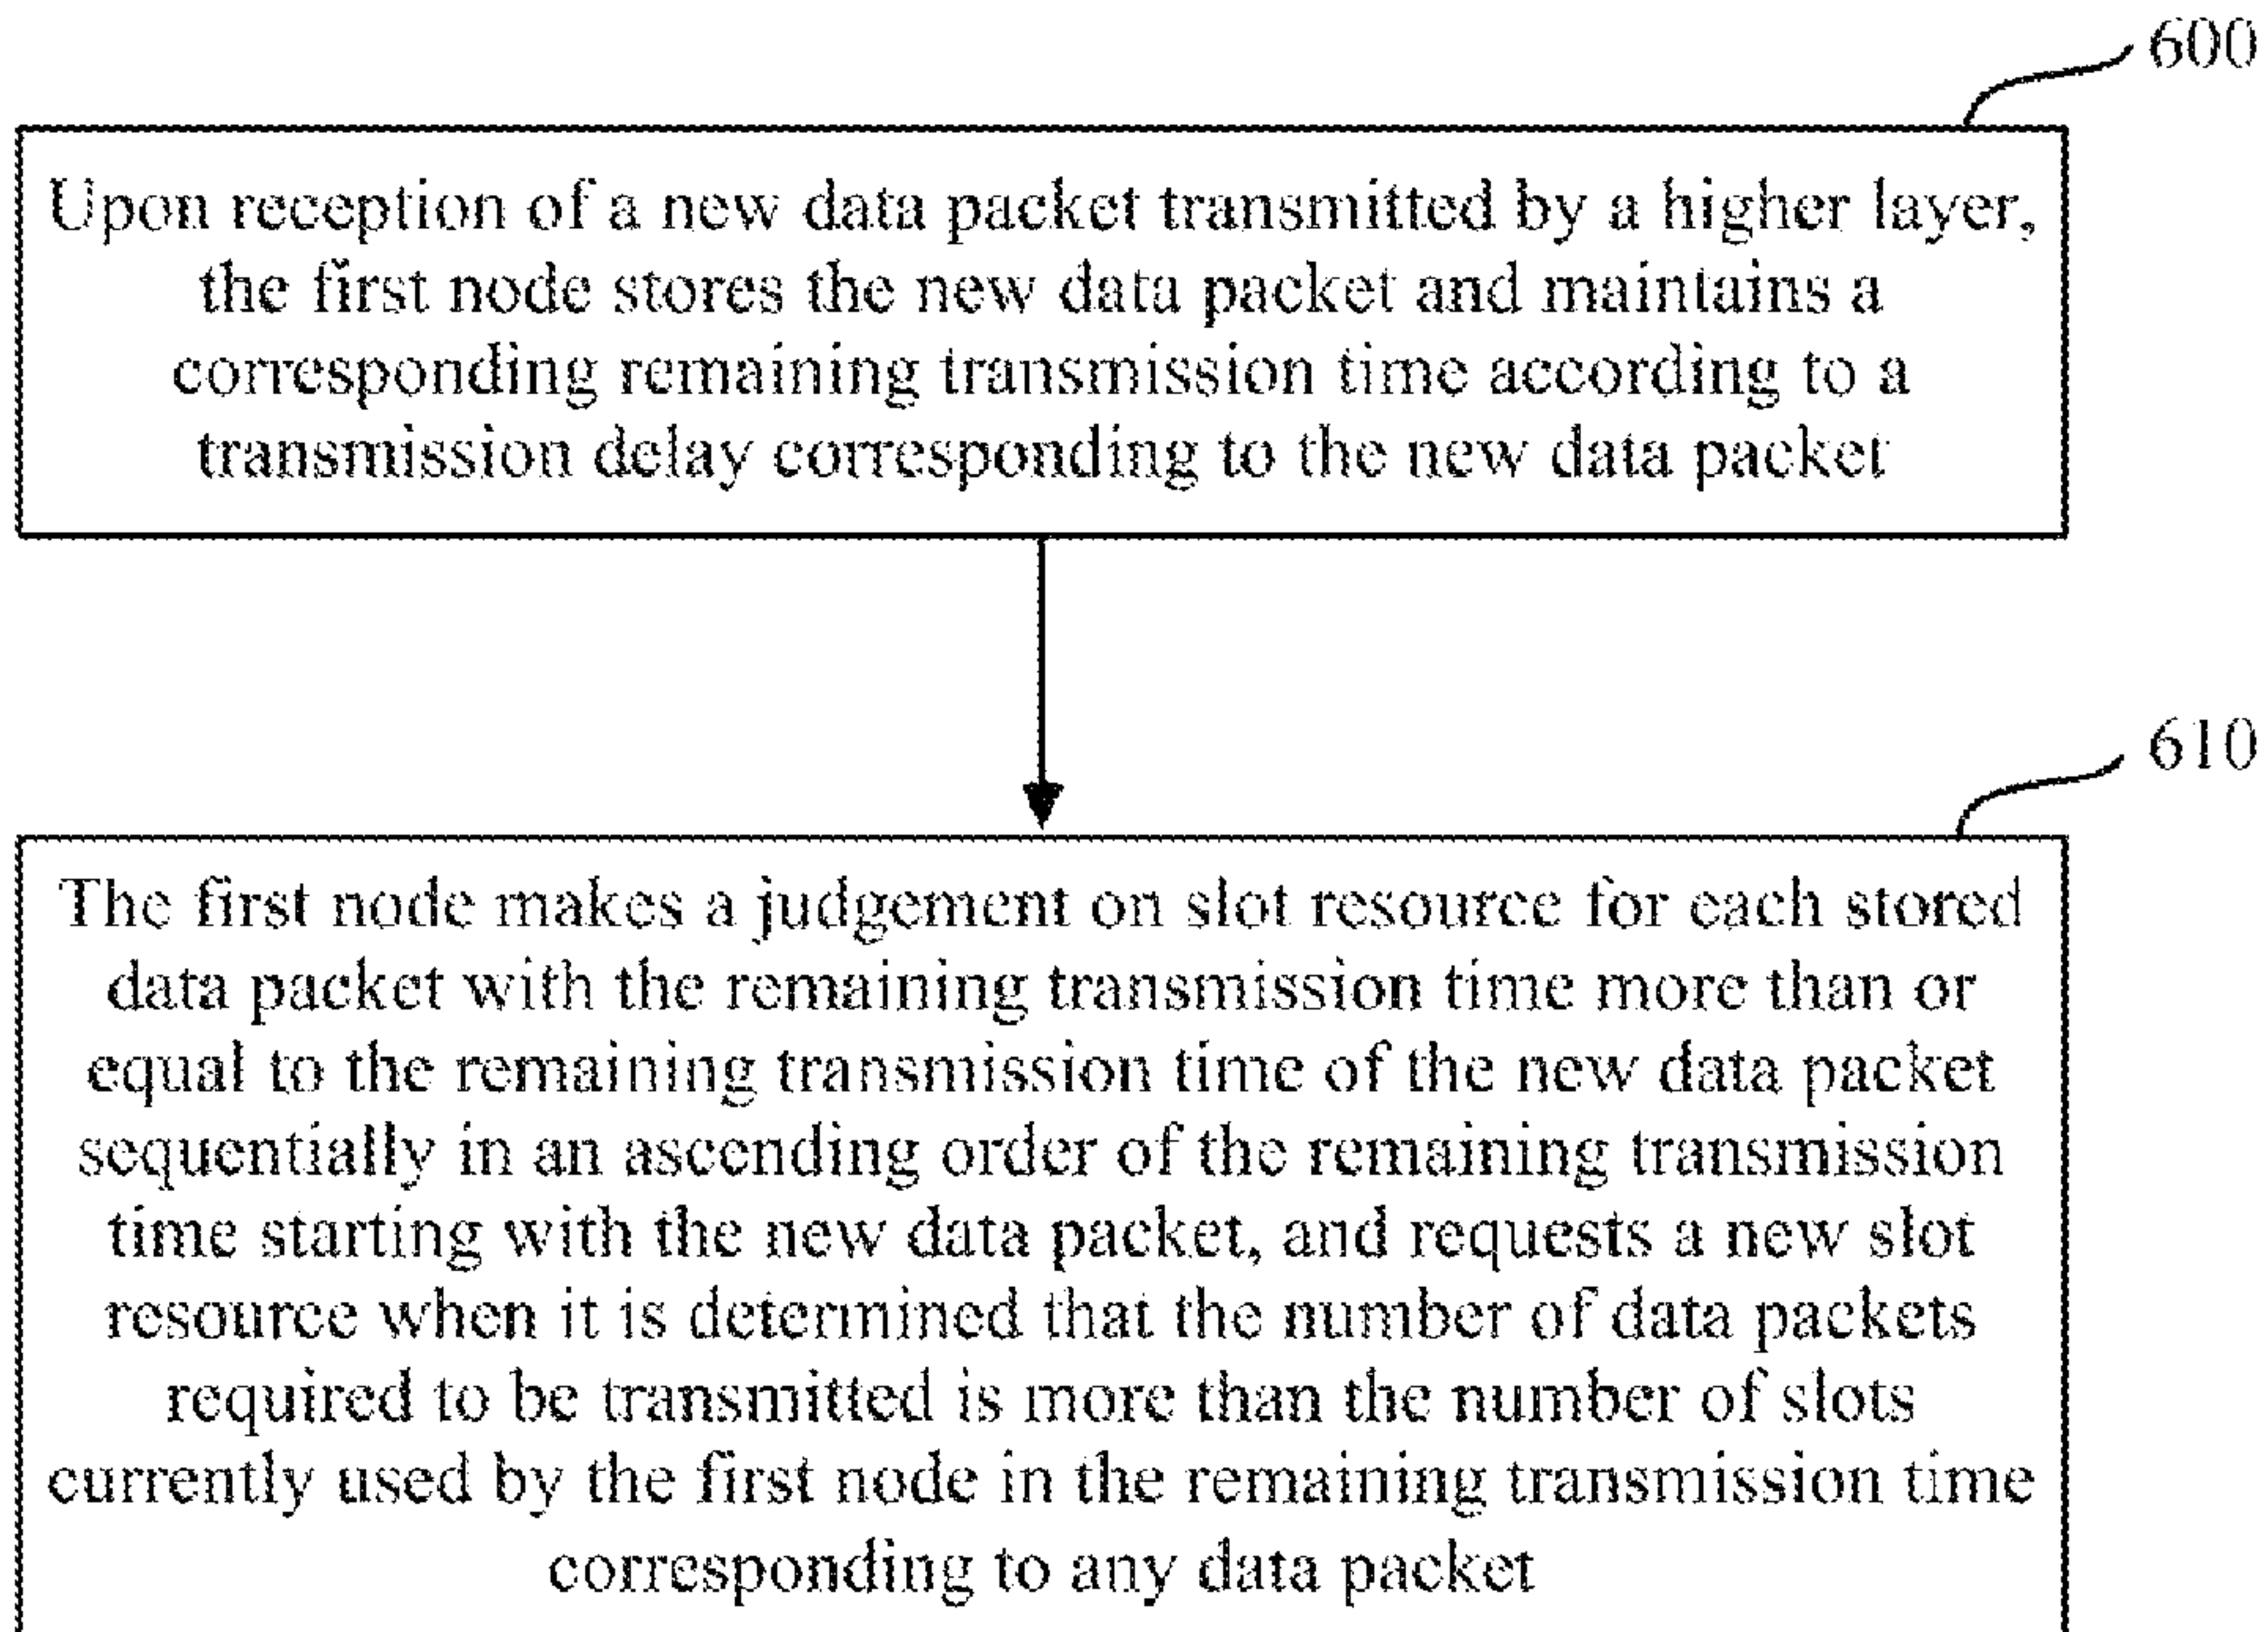 600
Upon reception of a new data packet transmitted by a higher layer,
the first node stores the new data packet and maintains a
corresponding remaining transmission time according to a
transmission delay corresponding to the new data packet
610
The first node makes a judgement on slot resource for each stored
data packet with the remaining transmission time more than or
equal to the remaining transmission time of the new data packet
sequentially in an ascending order of the remaining transmission
time starting with the new data packet, and requests a new slot
resource when it is determined that the number of data packets
required to be transmitted is more than the number of slots
currently used by the first node in the remaining transmission time
corresponding to any data packet